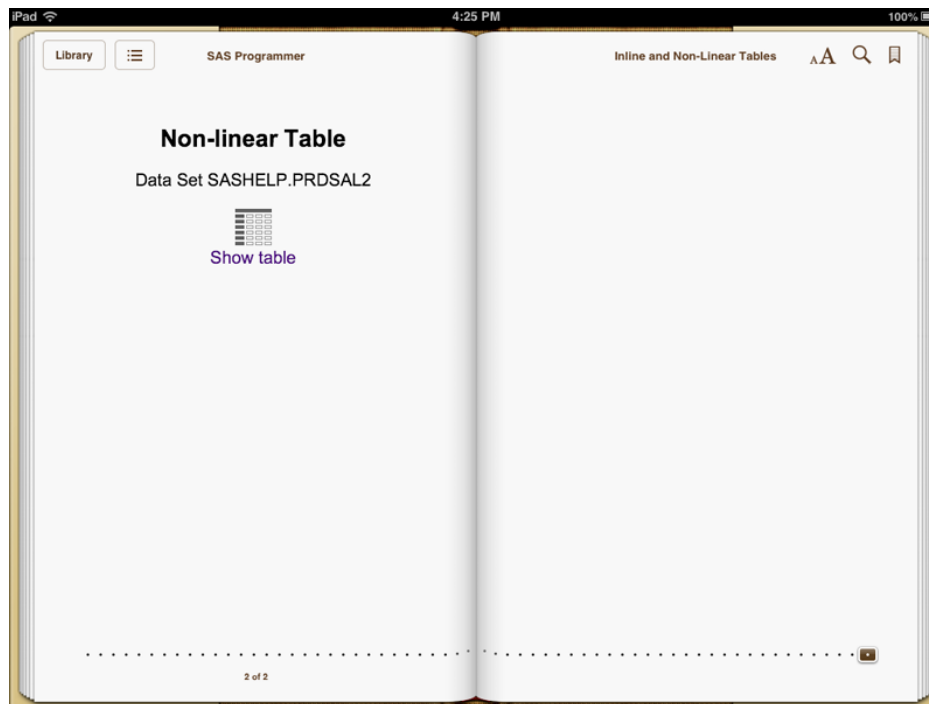 iPad
4:25 PM
100%
Library
SAS Programmer
Inline and Non-Linear Tables
AA
Non-linear Table
Data Set SASHELP.PRDSAL2
Show table
2 of 2